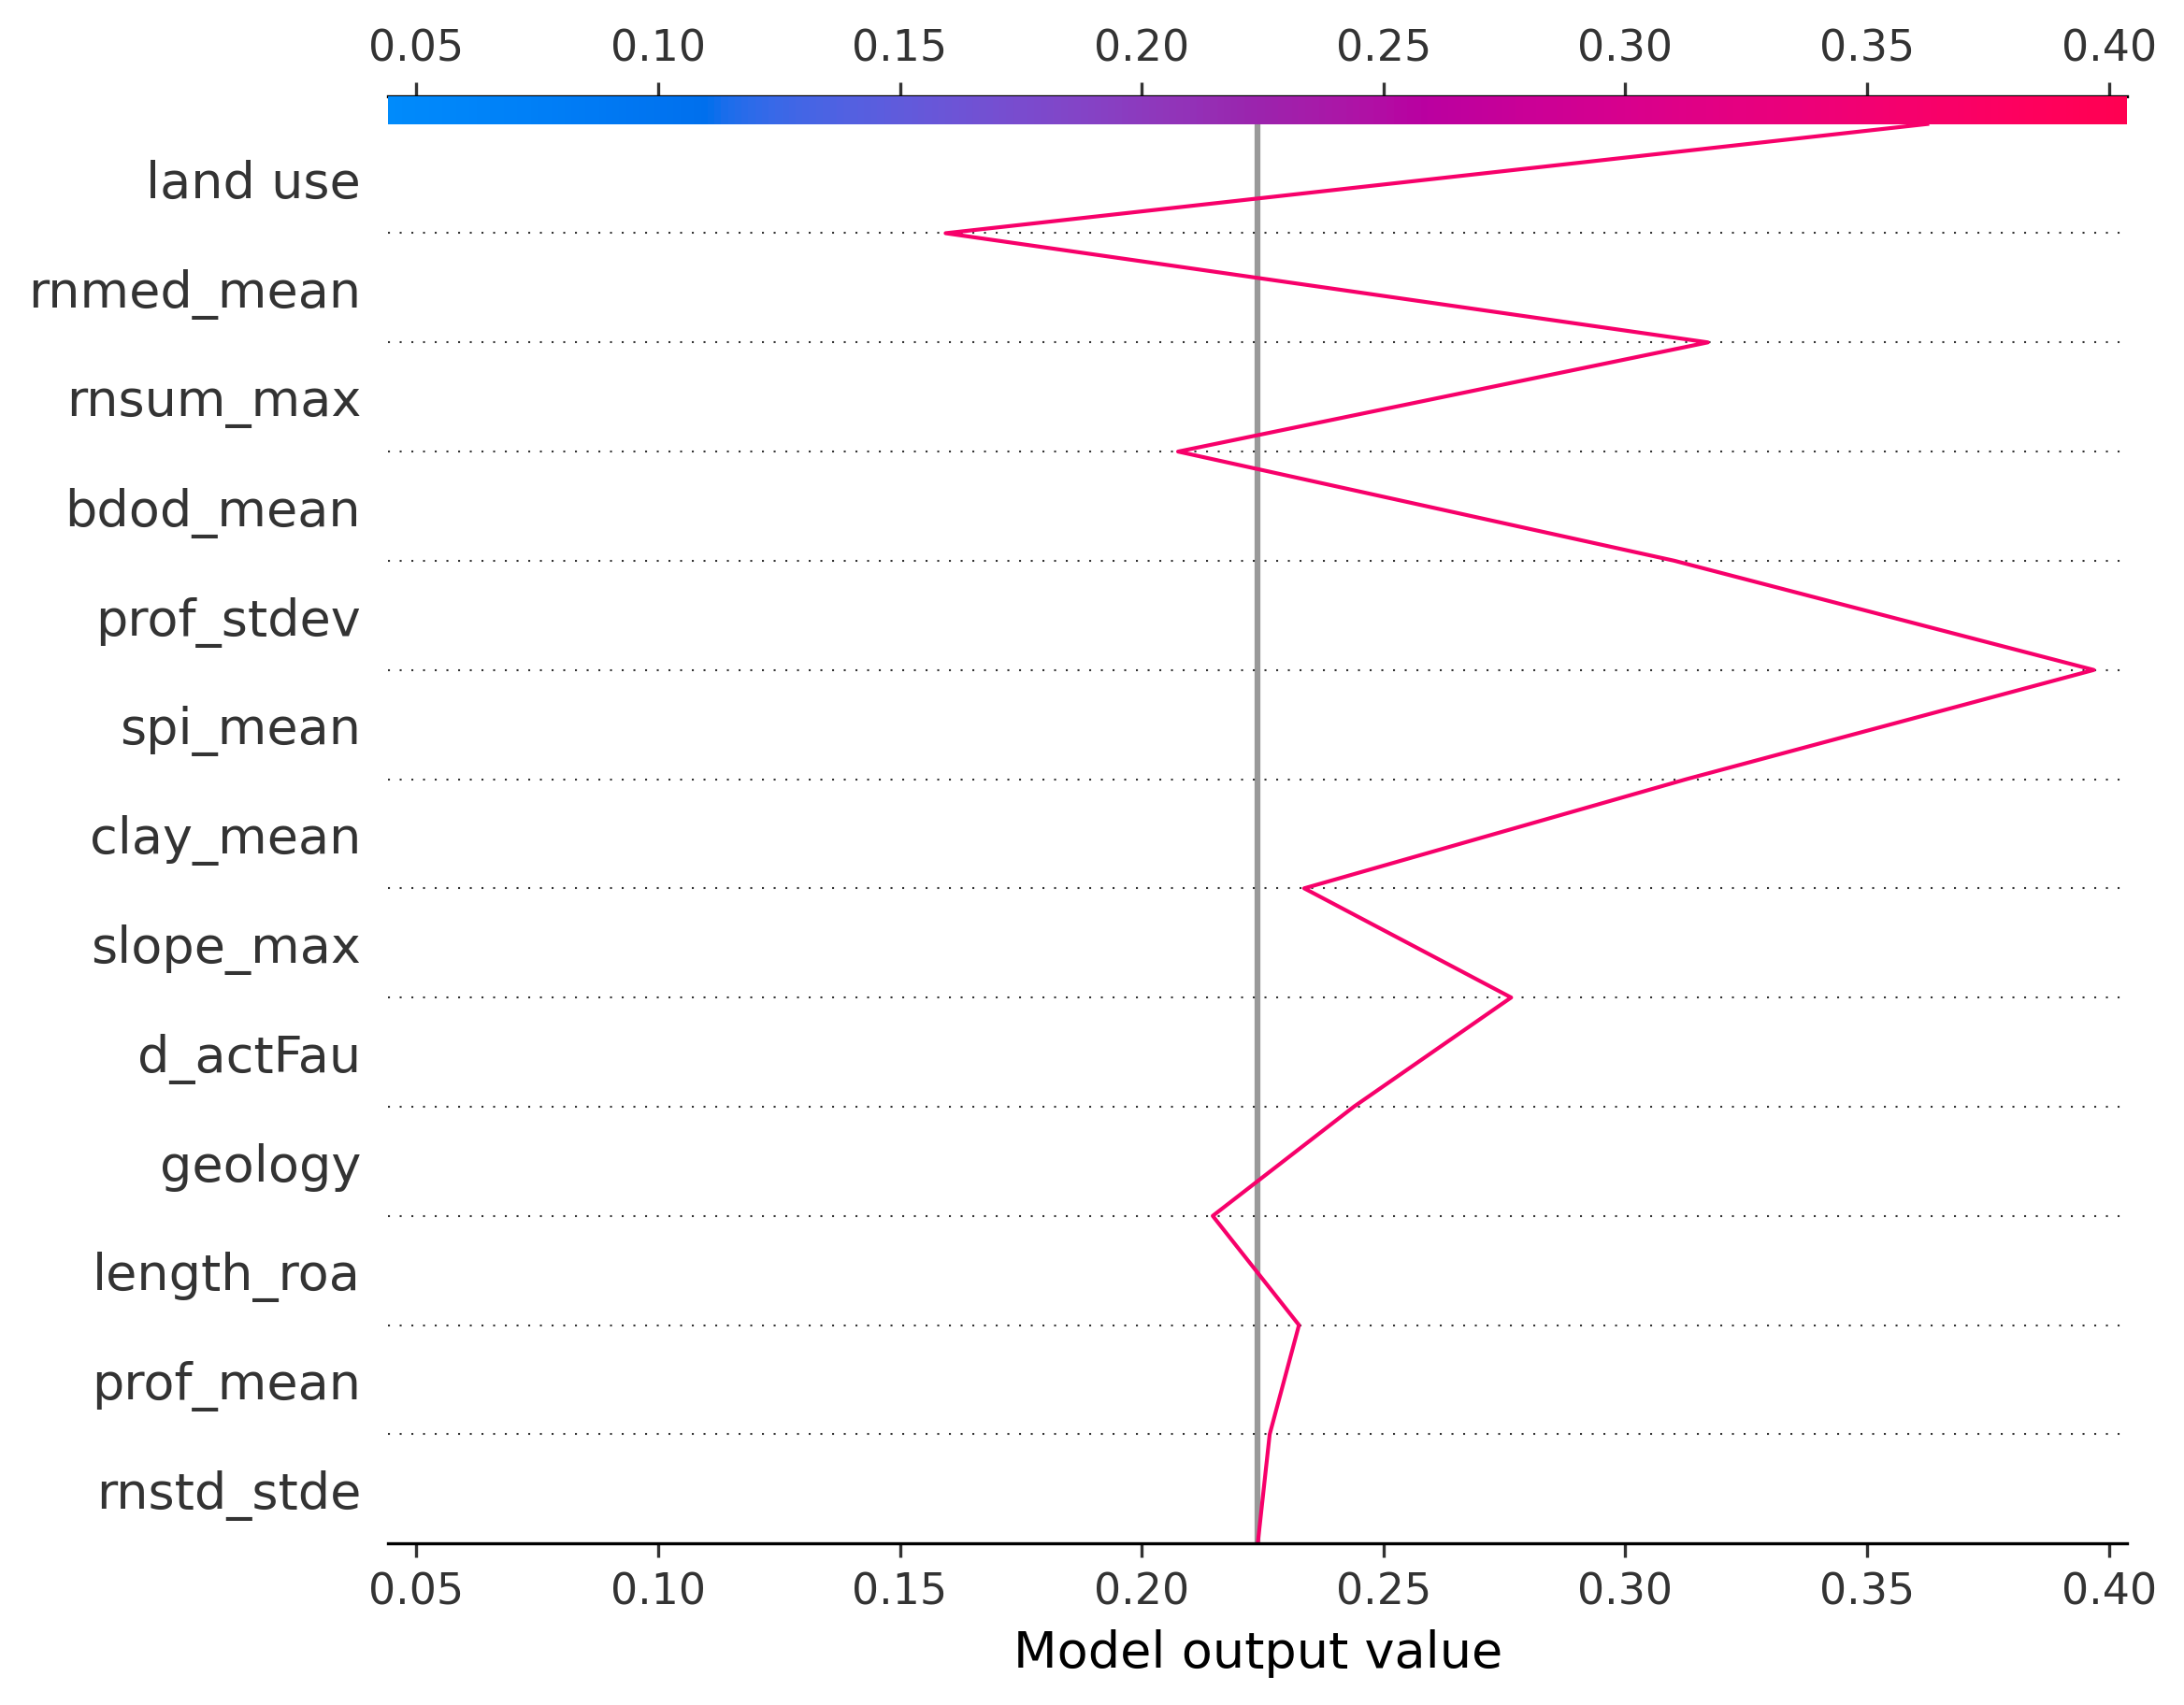 0.05 0.10 0.15 0.20 0.25 0.30 0.35 0.40
land use
rnmed_mean
rnsum_max
bdod_mean
prof_stdev
spi_mean
clay_mean
slope_max
d_actFau
geology
length_roa
prof_mean
rnstd_stde
0.05 0.10 0.15 0.20 0.25 0.30 0.35 0.40
Model output value